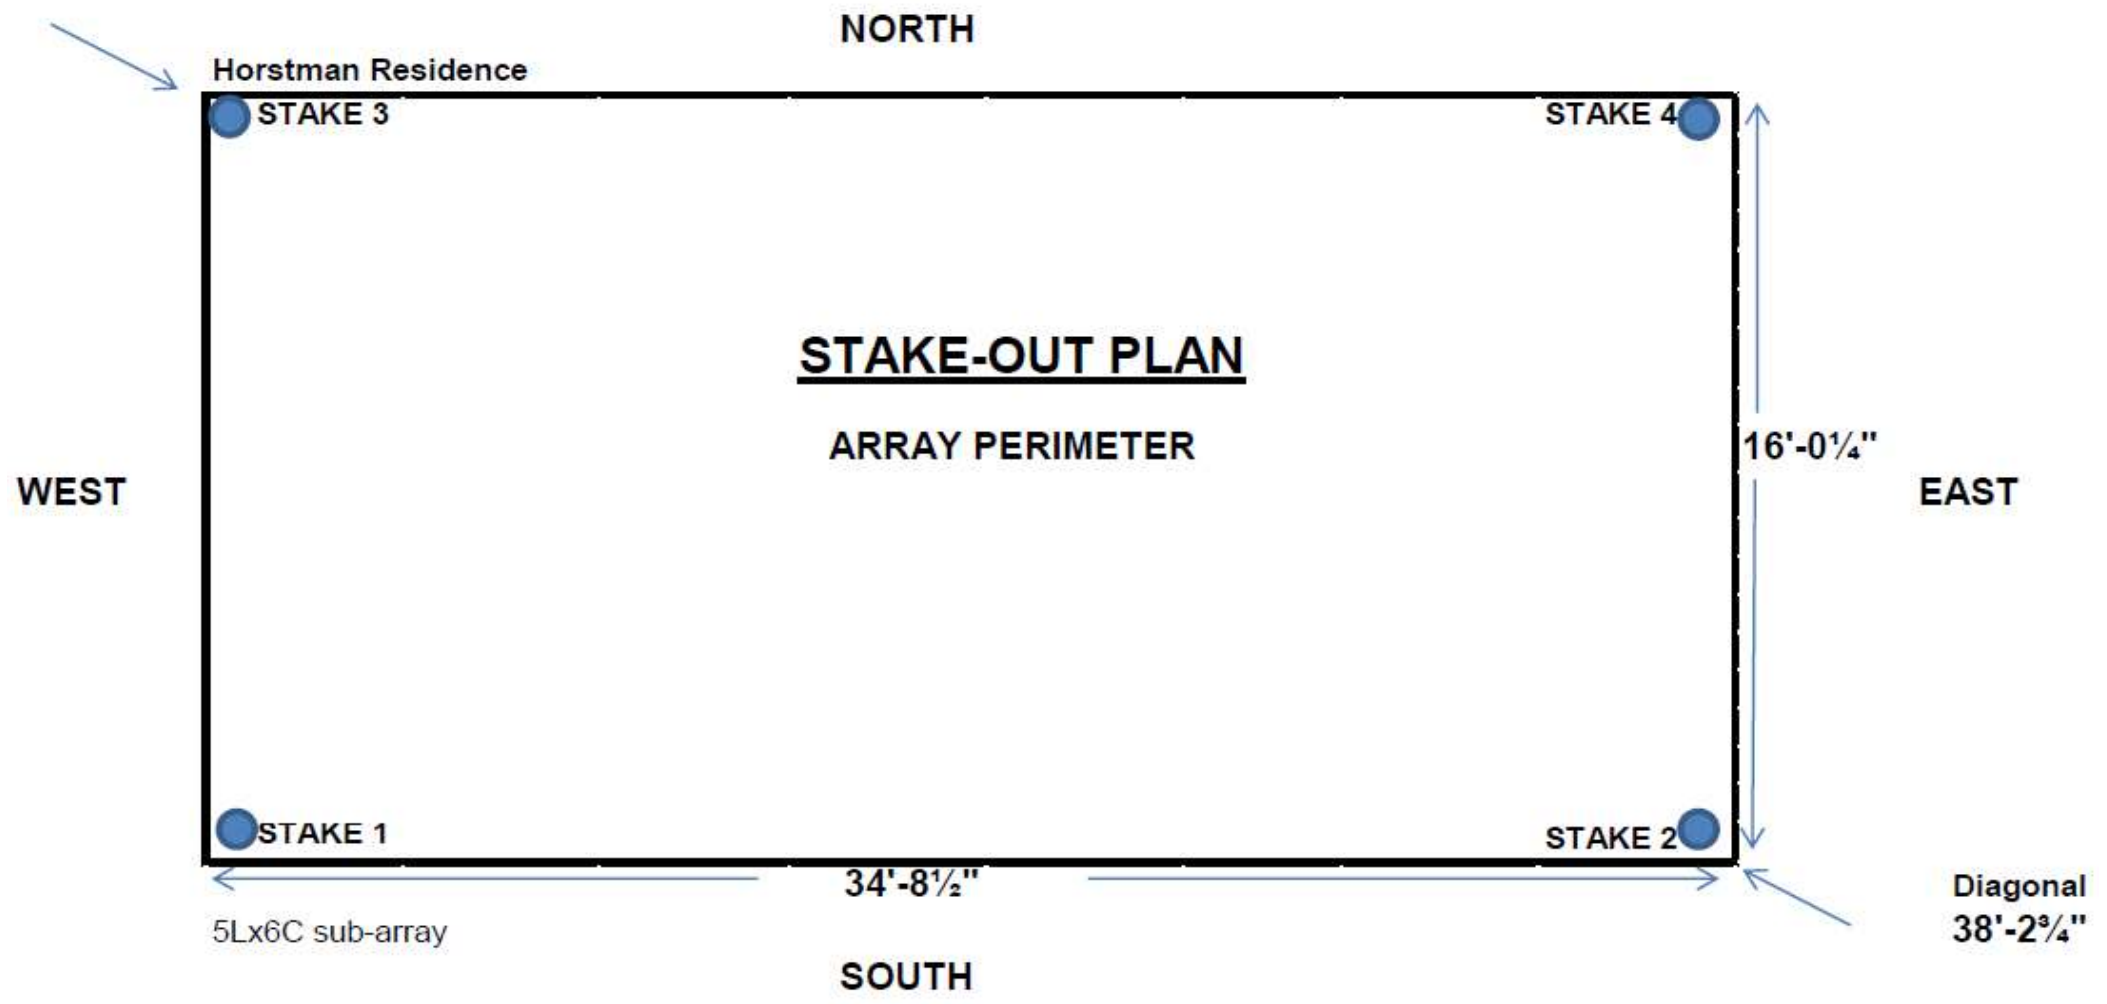 NORTH
Horstman Residence
STAKE 3
STAKE 4
STAKE-OUT PLAN
ARRAY PERIMETER
16'-0¼"
WEST
EAST
STAKE 1
STAKE 2
34'-8½"
Diagonal
5Lx6C sub-array
38'-2¾"
SOUTH